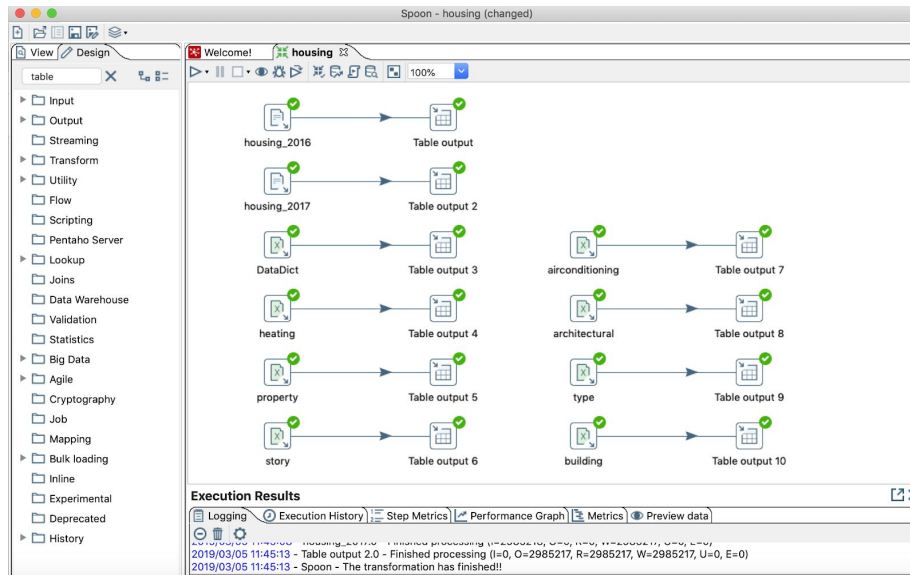 Spoon - housing (changed)
View
Design
Welcome!
housing
table
100%
Input
Output
Streaming
Transform
Utility
Flow
Scripting
Pentaho Server
Lookup
Joins
Data Warehouse
Validation
Statistics
Big Data
Agile
Cryptography
Job
Mapping
Bulk loading
Inline
Experimental
Deprecated
History
housing_2016
Table output
housing_2017
Table output 2
DataDict
Table output 3
airconditioning
Table output 7
heating
Table output 4
architectural
Table output 8
property
Table output 5
type
Table output 9
story
Table output 6
building
Table output 10
Execution Results
Logging
Execution History
Step Metrics
Performance Graph
Metrics
Preview data
2019/03/05 11:45:13 - Table output 2.0 - Finished processing (I=0, O=2985217, R=2985217, W=2985217, U=0, E=0)
2019/03/05 11:45:13 - Spoon - The transformation has finished!!